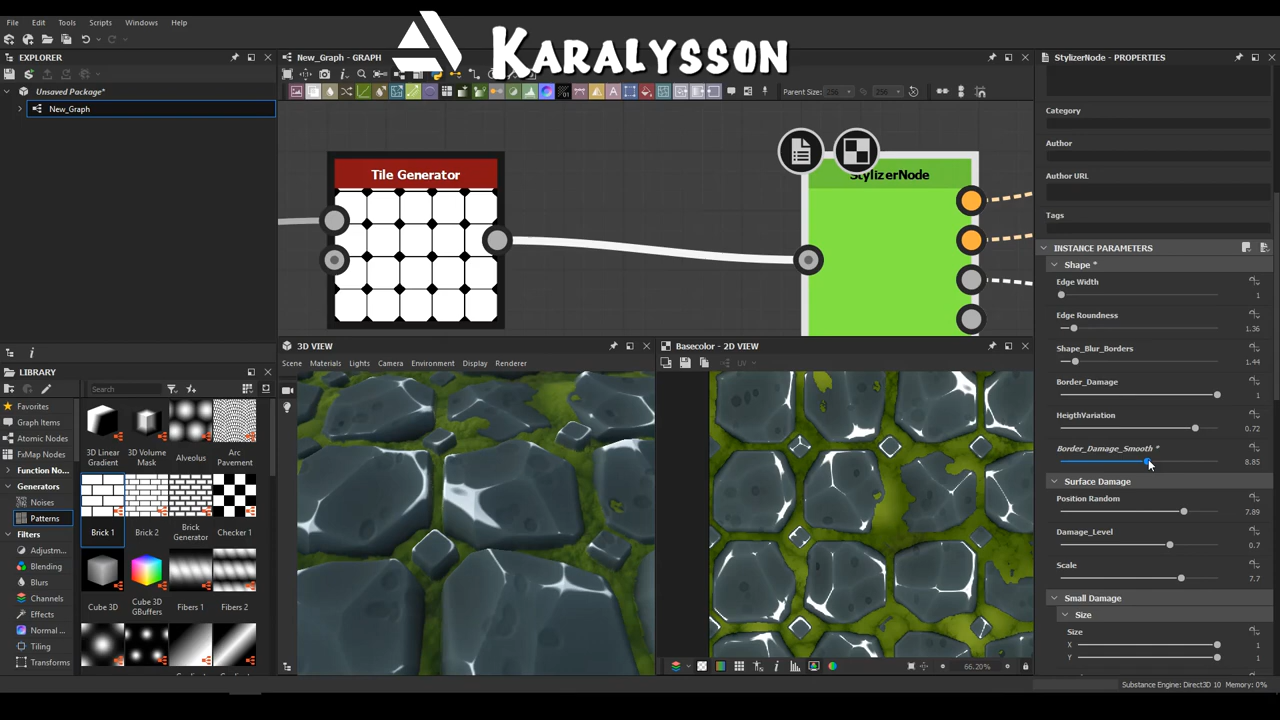 File Edit Tools Scripts Windows Help
KARALYSSON
EXPLORER
New_Graph - GRAPH
StylizerNode - PROPERTIES
Unsaved Package*
New_Graph
Parent Size: 256 256
Category
Author
Author URL
Tags
Tile Generator
StylizerNode
INSTANCE PARAMETERS
Shape *
Edge Width
1
Edge Roundness
1.36
Shape_Blur_Borders
1.44
Border_Damage
1
HeigthVariation
0.72
Border_Damage_Smooth *
8.85
Surface Damage
Position Random
7.89
Damage_Level
0.7
Scale
7.7
Small Damage
Size
Size
X 1
Y 1
3D VIEW
Scene Materials Lights Camera Environment Display Renderer
Basecolor - 2D VIEW
UV
66.20%
LIBRARY
Search
Favorites
Graph Items
Atomic Nodes
FxMap Nodes
Function No...
Generators
Noises
Patterns
Filters
Adjustm...
Blending
Blurs
Channels
Effects
Normal ...
Tiling
Transforms
3D Linear Gradient
3D Volume Mask
Alveolus
Arc Pavement
Brick 1
Brick 2
Brick Generator
Checker 1
Cube 3D
Cube 3D GBuffers
Fibers 1
Fibers 2
Substance Engine: Direct3D 10 Memory: 0%